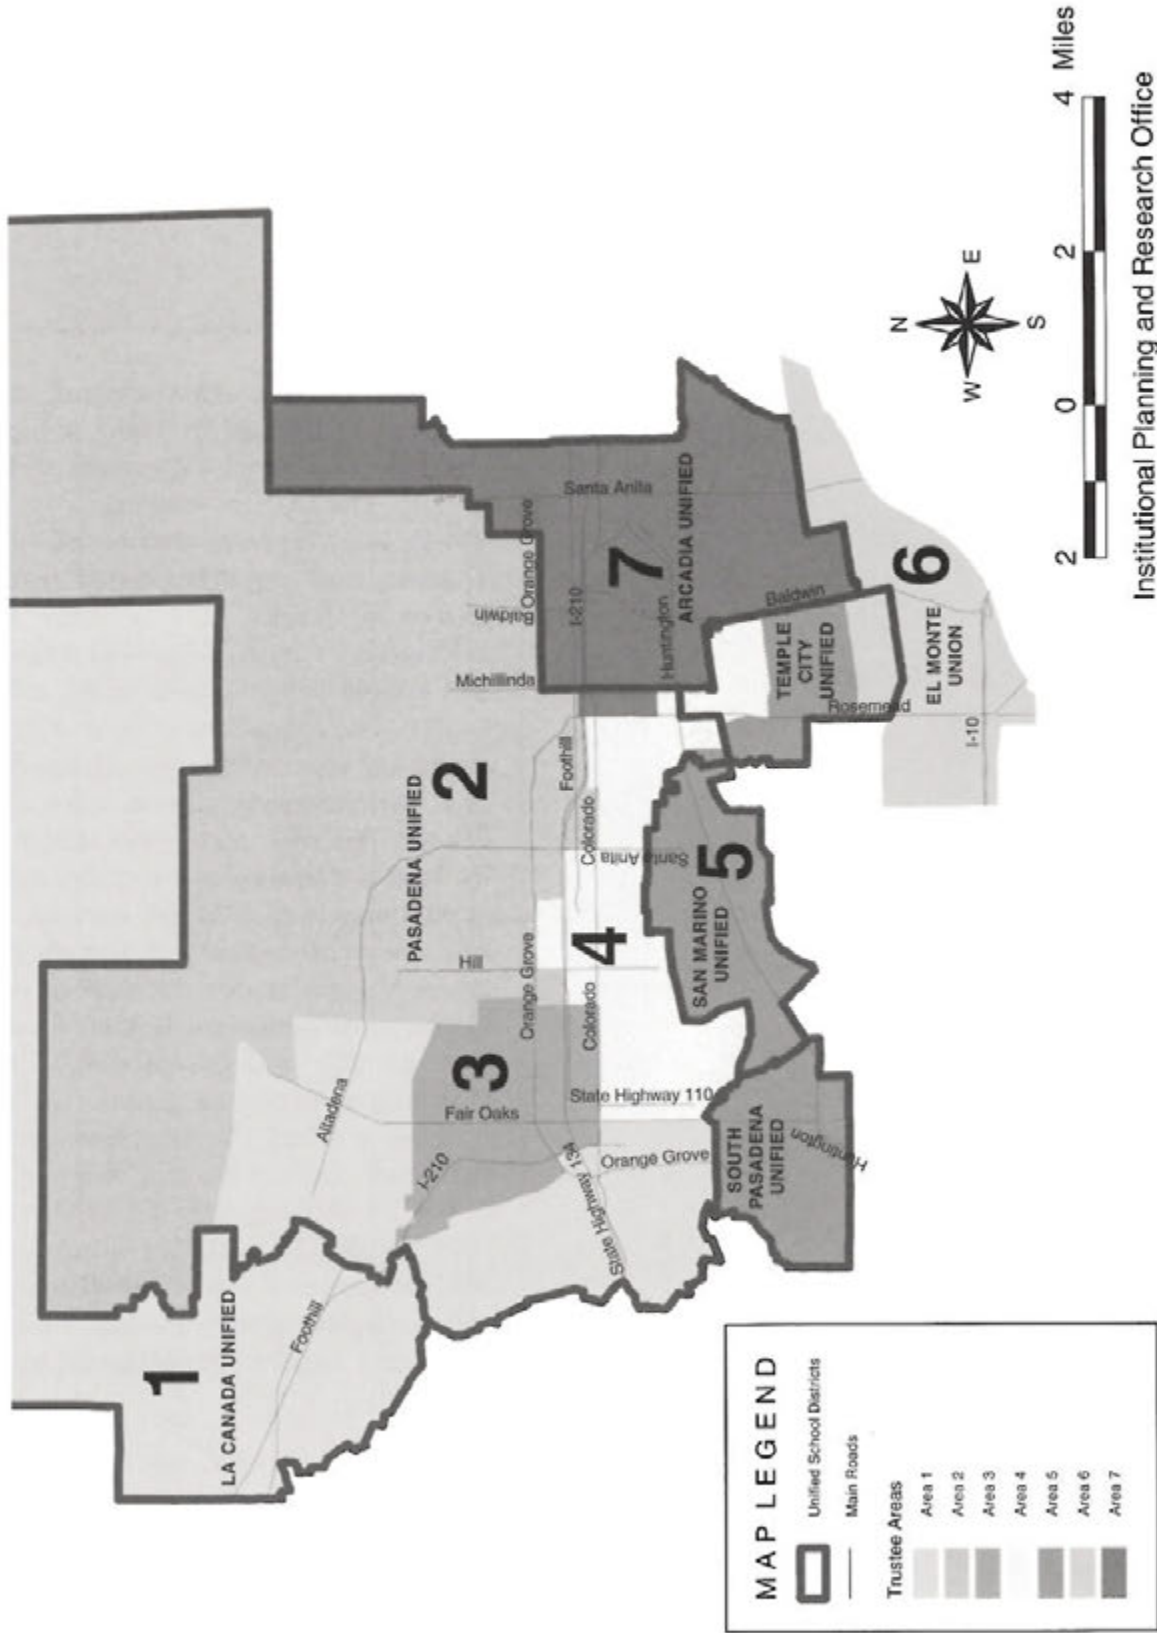 1
LA CANADA UNIFIED
Foothill
Altadena
PASADENA UNIFIED
2
3
Fair Oaks
I-210
Hill
Orange Grove
Michillinda
Baldwin
Orange Grove
Santa Anita
I-210
7
Huntington
ARCADIA UNIFIED
Foothill
Colorado
Santa Anita
4
Colorado
State Highway 110
State Highway 134
Orange Grove
SOUTH
PASADENA
UNIFIED
Huntington
SAN MARINO
UNIFIED
5
TEMPLE
CITY
UNIFIED
Baldwin
Rosemead
6
EL MONTE
UNION
I-10
N
W
E
S
MAP LEGEND
Unified School Districts
Main Roads
Trustee Areas
Area 1
Area 2
Area 3
Area 4
Area 5
Area 6
Area 7
2 0 2 4 Miles
Institutional Planning and Research Office